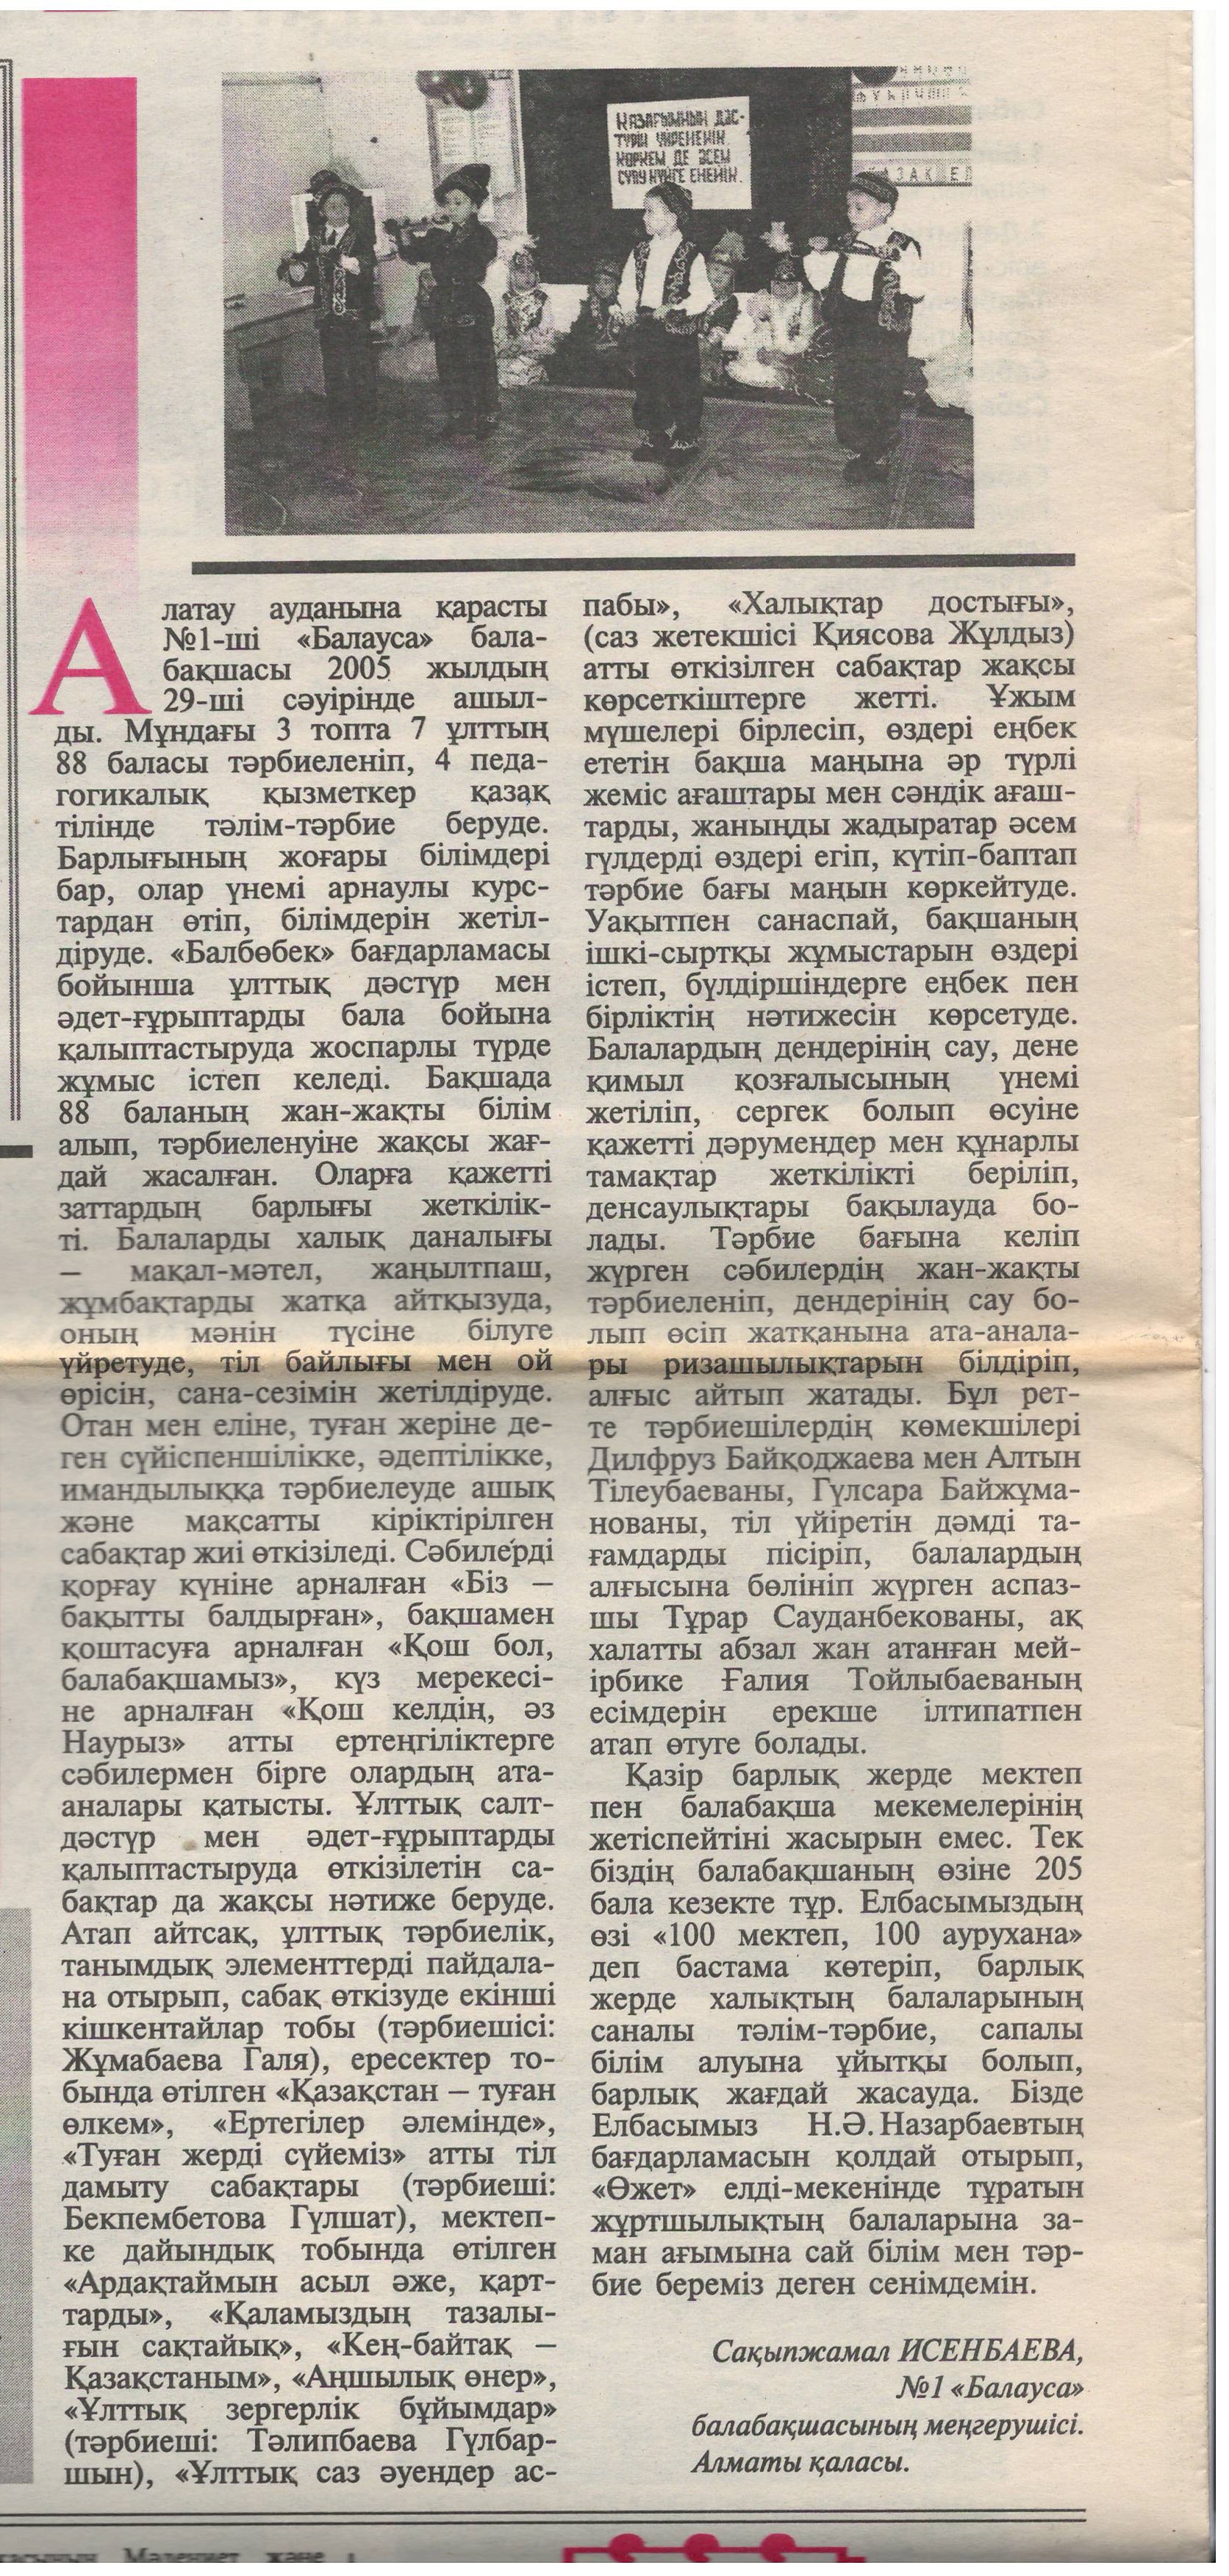 ҚАЗАҒЫМНЫҢ ДӘС-
ТҮРІН ҮЙРЕНЕЙІК
КӨРКЕМ ДЕ ӘСЕМ
СҰЛУ КҮЙГЕ ЕНЕЙІК.
Алатау ауданына қарасты
№1-ші «Балауса» бала-
бақшасы 2005 жылдың
29-ші сәуірінде ашыл-
ды. Мұндағы 3 топта 7 ұлттың
88 баласы тәрбиеленіп, 4 педа-
гогикалық қызметкер қазақ
тілінде тәлім-тәрбие беруде.
Барлығының жоғары білімдері
бар, олар үнемі арнаулы курс-
тардан өтіп, білімдерін жетіл-
діруде. «Балбөбек» бағдарламасы
бойынша ұлттық дәстүр мен
әдет-ғұрыптарды бала бойына
қалыптастыруда жоспарлы түрде
жұмыс істеп келеді. Бақшада
88 баланың жан-жақты білім
алып, тәрбиеленуіне жақсы жағ-
дай жасалған. Оларға қажетті
заттардың барлығы жеткілік-
ті. Балаларды халық даналығы
– мақал-мәтел, жаңылтпаш,
жұмбақтарды жатқа айтқызуда,
оның мәнін түсіне білуге
үйретуде, тіл байлығы мен ой
өрісін, сана-сезімін жетілдіруде.
Отан мен еліне, туған жеріне де-
ген сүйіспеншілікке, әдептілікке,
имандылыққа тәрбиелеуде ашық
және мақсатты кіріктірілген
сабақтар жиі өткізіледі. Сәбилерді
қорғау күніне арналған «Біз –
бақытты балдырған», бақшамен
қоштасуға арналған «Қош бол,
балабақшамыз», күз мерекесі-
не арналған «Қош келдің, әз
Наурыз» атты ертеңгіліктерге
сәбилермен бірге олардың ата-
аналары қатысты. Ұлттық салт-
дәстүр мен әдет-ғұрыптарды
қалыптастыруда өткізілетін са-
бақтар да жақсы нәтиже беруде.
Атап айтсақ, ұлттық тәрбиелік,
танымдық элементтерді пайдала-
на отырып, сабақ өткізуде екінші
кішкентайлар тобы (тәрбиешісі:
Жұмабаева Галя), ересектер то-
бында өтілген «Қазақстан – туған
өлкем», «Ертегілер әлемінде»,
«Туған жерді сүйеміз» атты тіл
дамыту сабақтары (тәрбиеші:
Бекпембетова Гүлшат), мектеп-
ке дайындық тобында өтілген
«Ардақтаймын асыл әже, қарт-
тарды», «Қаламыздың тазалы-
ғын сақтайық», «Кең-байтақ –
Қазақстаным», «Аңшылық өнер»,
«Ұлттық зергерлік бұйымдар»
(тәрбиеші: Тәлипбаева Гүлбар-
шын), «Ұлттық саз әуендер ас-
пабы», «Халықтар достығы»,
(саз жетекшісі Қиясова Жұлдыз)
атты өткізілген сабақтар жақсы
көрсеткіштерге жетті. Ұжым
мүшелері бірлесіп, өздері еңбек
ететін бақша маңына әр түрлі
жеміс ағаштары мен сәндік ағаш-
тарды, жаныңды жадыратар әсем
гүлдерді өздері егіп, күтіп-баптап
тәрбие бағы маңын көркейтуде.
Уақытпен санаспай, бақшаның
ішкі-сыртқы жұмыстарын өздері
істеп, бүлдіршіндерге еңбек пен
бірліктің нәтижесін көрсетуде.
Балалардың дендерінің сау, дене
қимыл қозғалысының үнемі
жетіліп, сергек болып өсуіне
қажетті дәрумендер мен құнарлы
тамақтар жеткілікті беріліп,
денсаулықтары бақылауда бо-
лады. Тәрбие бағына келіп
жүрген сәбилердің жан-жақты
тәрбиеленіп, дендерінің сау бо-
лып өсіп жатқанына ата-анала-
ры ризашылықтарын білдіріп,
алғыс айтып жатады. Бұл рет-
те тәрбиешілердің көмекшілері
Дилфруз Байқоджаева мен Алтын
Тілеубаеваны, Гүлсара Байжұма-
нованы, тіл үйіретін дәмді та-
ғамдарды пісіріп, балалардың
алғысына бөлініп жүрген аспаз-
шы Тұрар Сауданбекованы, ақ
халатты абзал жан атанған мей-
ірбике Ғалия Тойлыбаеваның
есімдерін ерекше ілтипатпен
атап өтуге болады.
Қазір барлық жерде мектеп
пен балабақша мекемелерінің
жетіспейтіні жасырын емес. Тек
біздің балабақшаның өзіне 205
бала кезекте тұр. Елбасымыздың
өзі «100 мектеп, 100 аурухана»
деп бастама көтеріп, барлық
жерде халықтың балаларының
саналы тәлім-тәрбие, сапалы
білім алуына ұйытқы болып,
барлық жағдай жасауда. Бізде
Елбасымыз Н.Ә. Назарбаевтың
бағдарламасын қолдай отырып,
«Өжет» елді-мекенінде тұратын
жұртшылықтың балаларына за-
ман ағымына сай білім мен тәр-
бие береміз деген сенімдемін.
Сақыпжамал ИСЕНБАЕВА,
№1 «Балауса»
балабақшасының меңгерушісі.
Алматы қаласы.